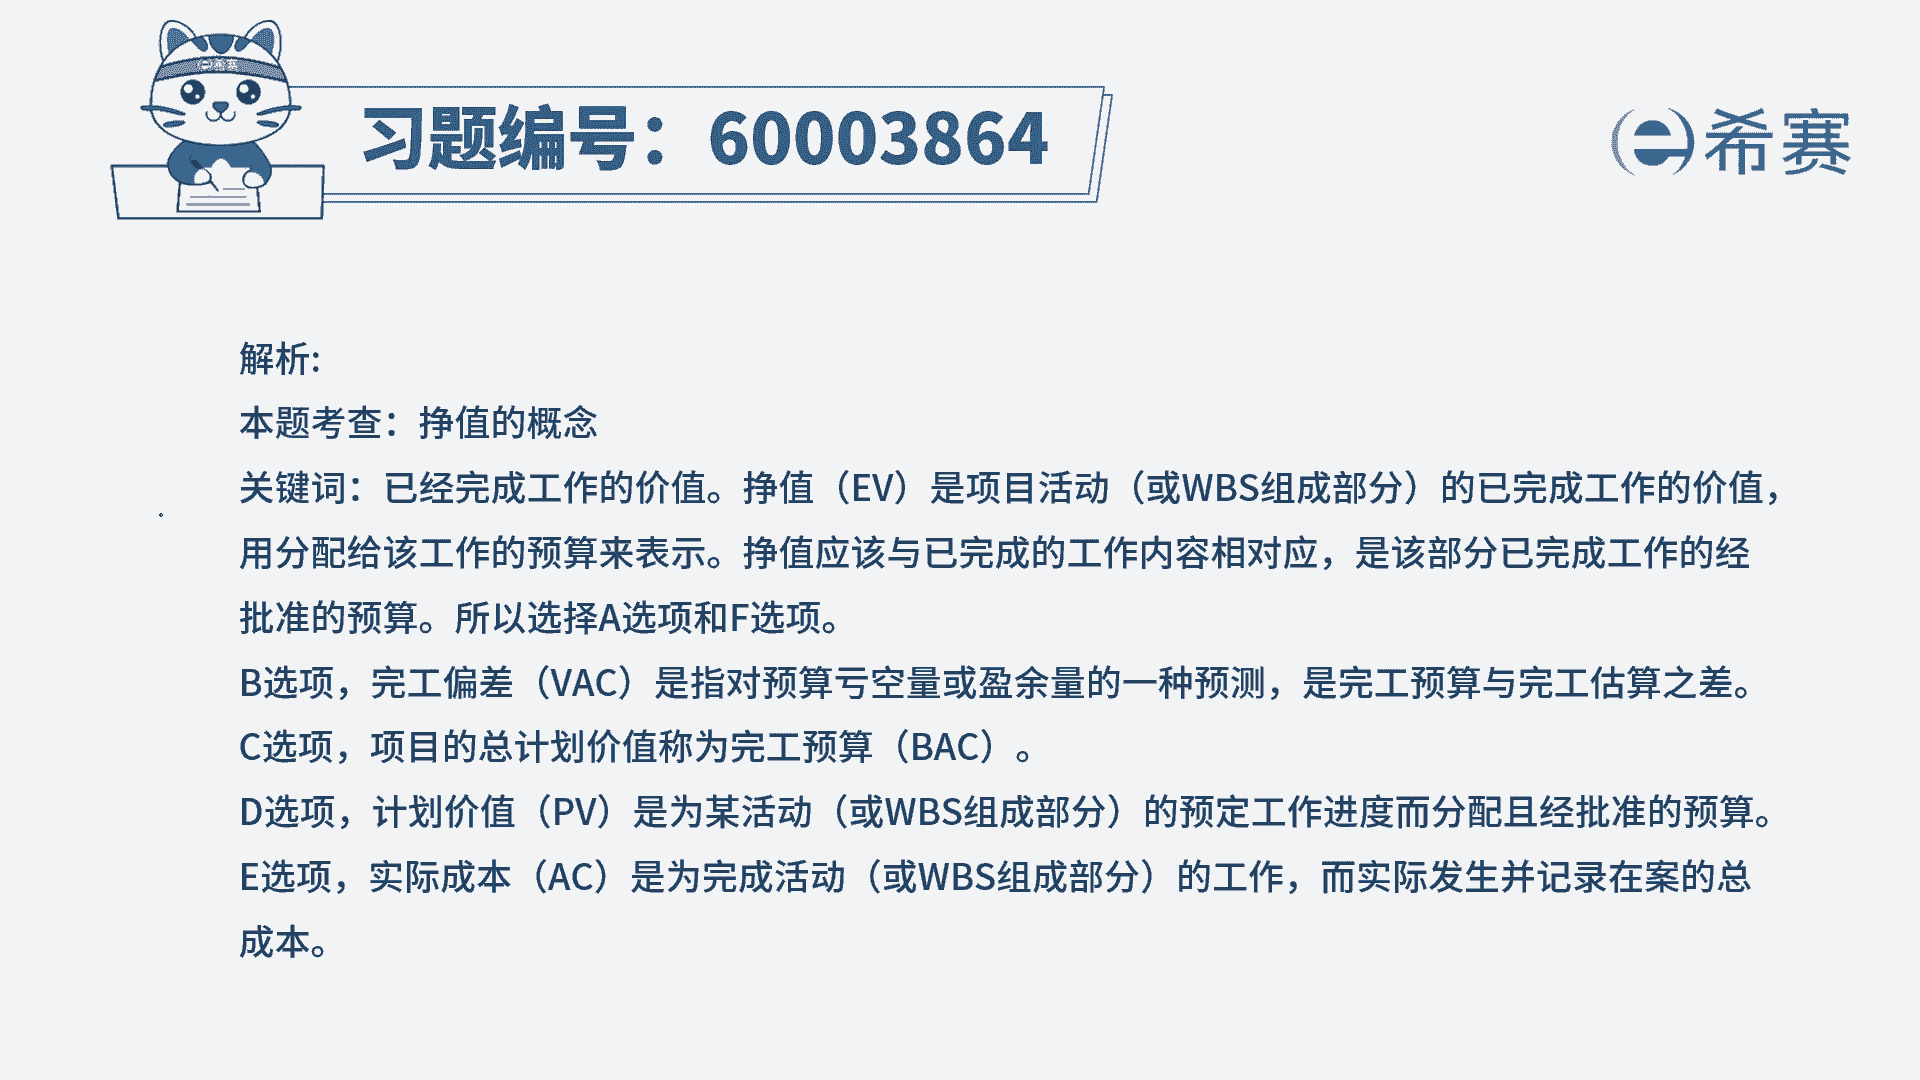 e希赛
习题编号：60003864
e希赛
解析:
本题考查：挣值的概念
关键词：已经完成工作的价值。挣值（EV）是项目活动（或WBS组成部分）的已完成工作的价值，
用分配给该工作的预算来表示。挣值应该与已完成的工作内容相对应，是该部分已完成工作的经
批准的预算。所以选择A选项和F选项。
B选项，完工偏差（VAC）是指对预算亏空量或盈余量的一种预测，是完工预算与完工估算之差。
C选项，项目的总计划价值称为完工预算（BAC）。
D选项，计划价值（PV）是为某活动（或WBS组成部分）的预定工作进度而分配且经批准的预算。
E选项，实际成本（AC）是为完成活动（或WBS组成部分）的工作，而实际发生并记录在案的总
成本。